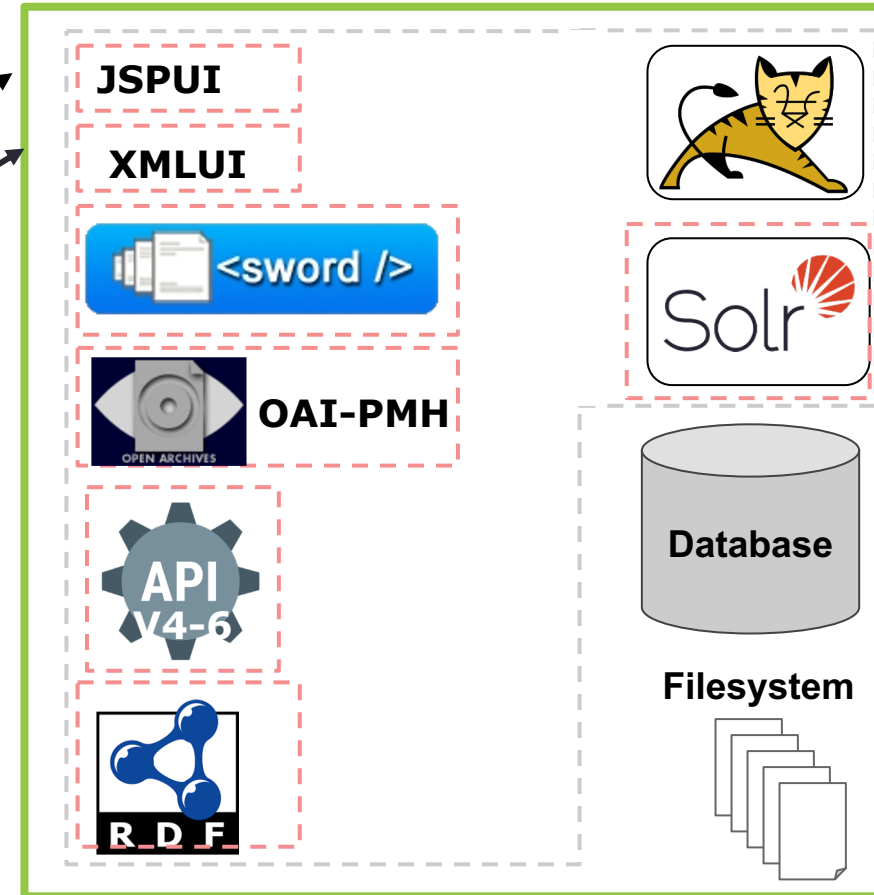 JSPUI
XMLUI
<sword />
OPEN ARCHIVES
OAI-PMH
API
V4-6
RDF
Solr
Database
Filesystem